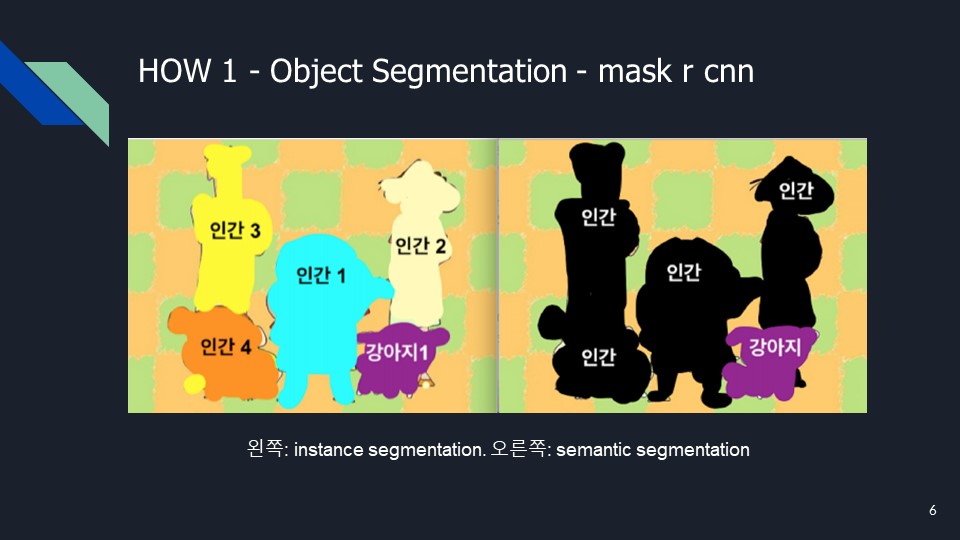 HOW 1 - Object Segmentation - mask r cnn
인간 3
인간 1
인간 2
인간 4
강아지1
인간
인간
인간
인간
강아지
왼쪽: instance segmentation. 오른쪽: semantic segmentation
6